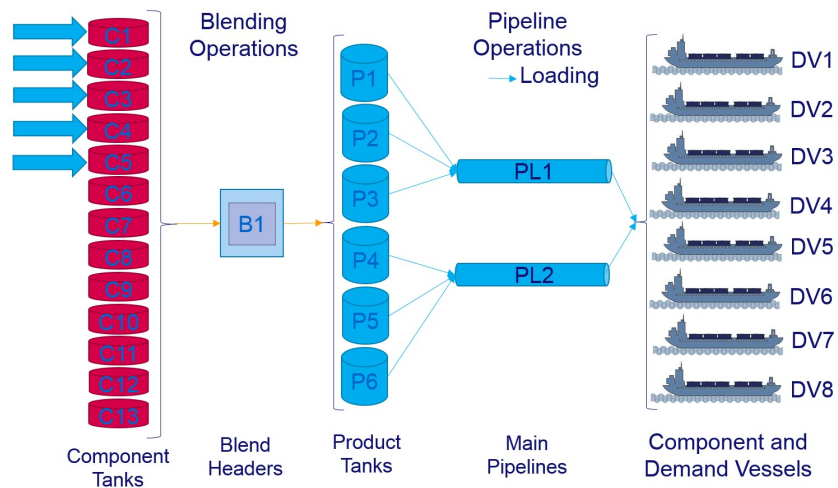 Blending
Operations
Pipeline
Operations
Loading
C1
C2
C3
C4
C5
C6
C7
C8
C9
C10
C11
C12
C13
B1
P1
P2
P3
P4
P5
P6
PL1
PL2
DV1
DV2
DV3
DV4
DV5
DV6
DV7
DV8
Component
Tanks
Blend
Headers
Product
Tanks
Main
Pipelines
Component and
Demand Vessels